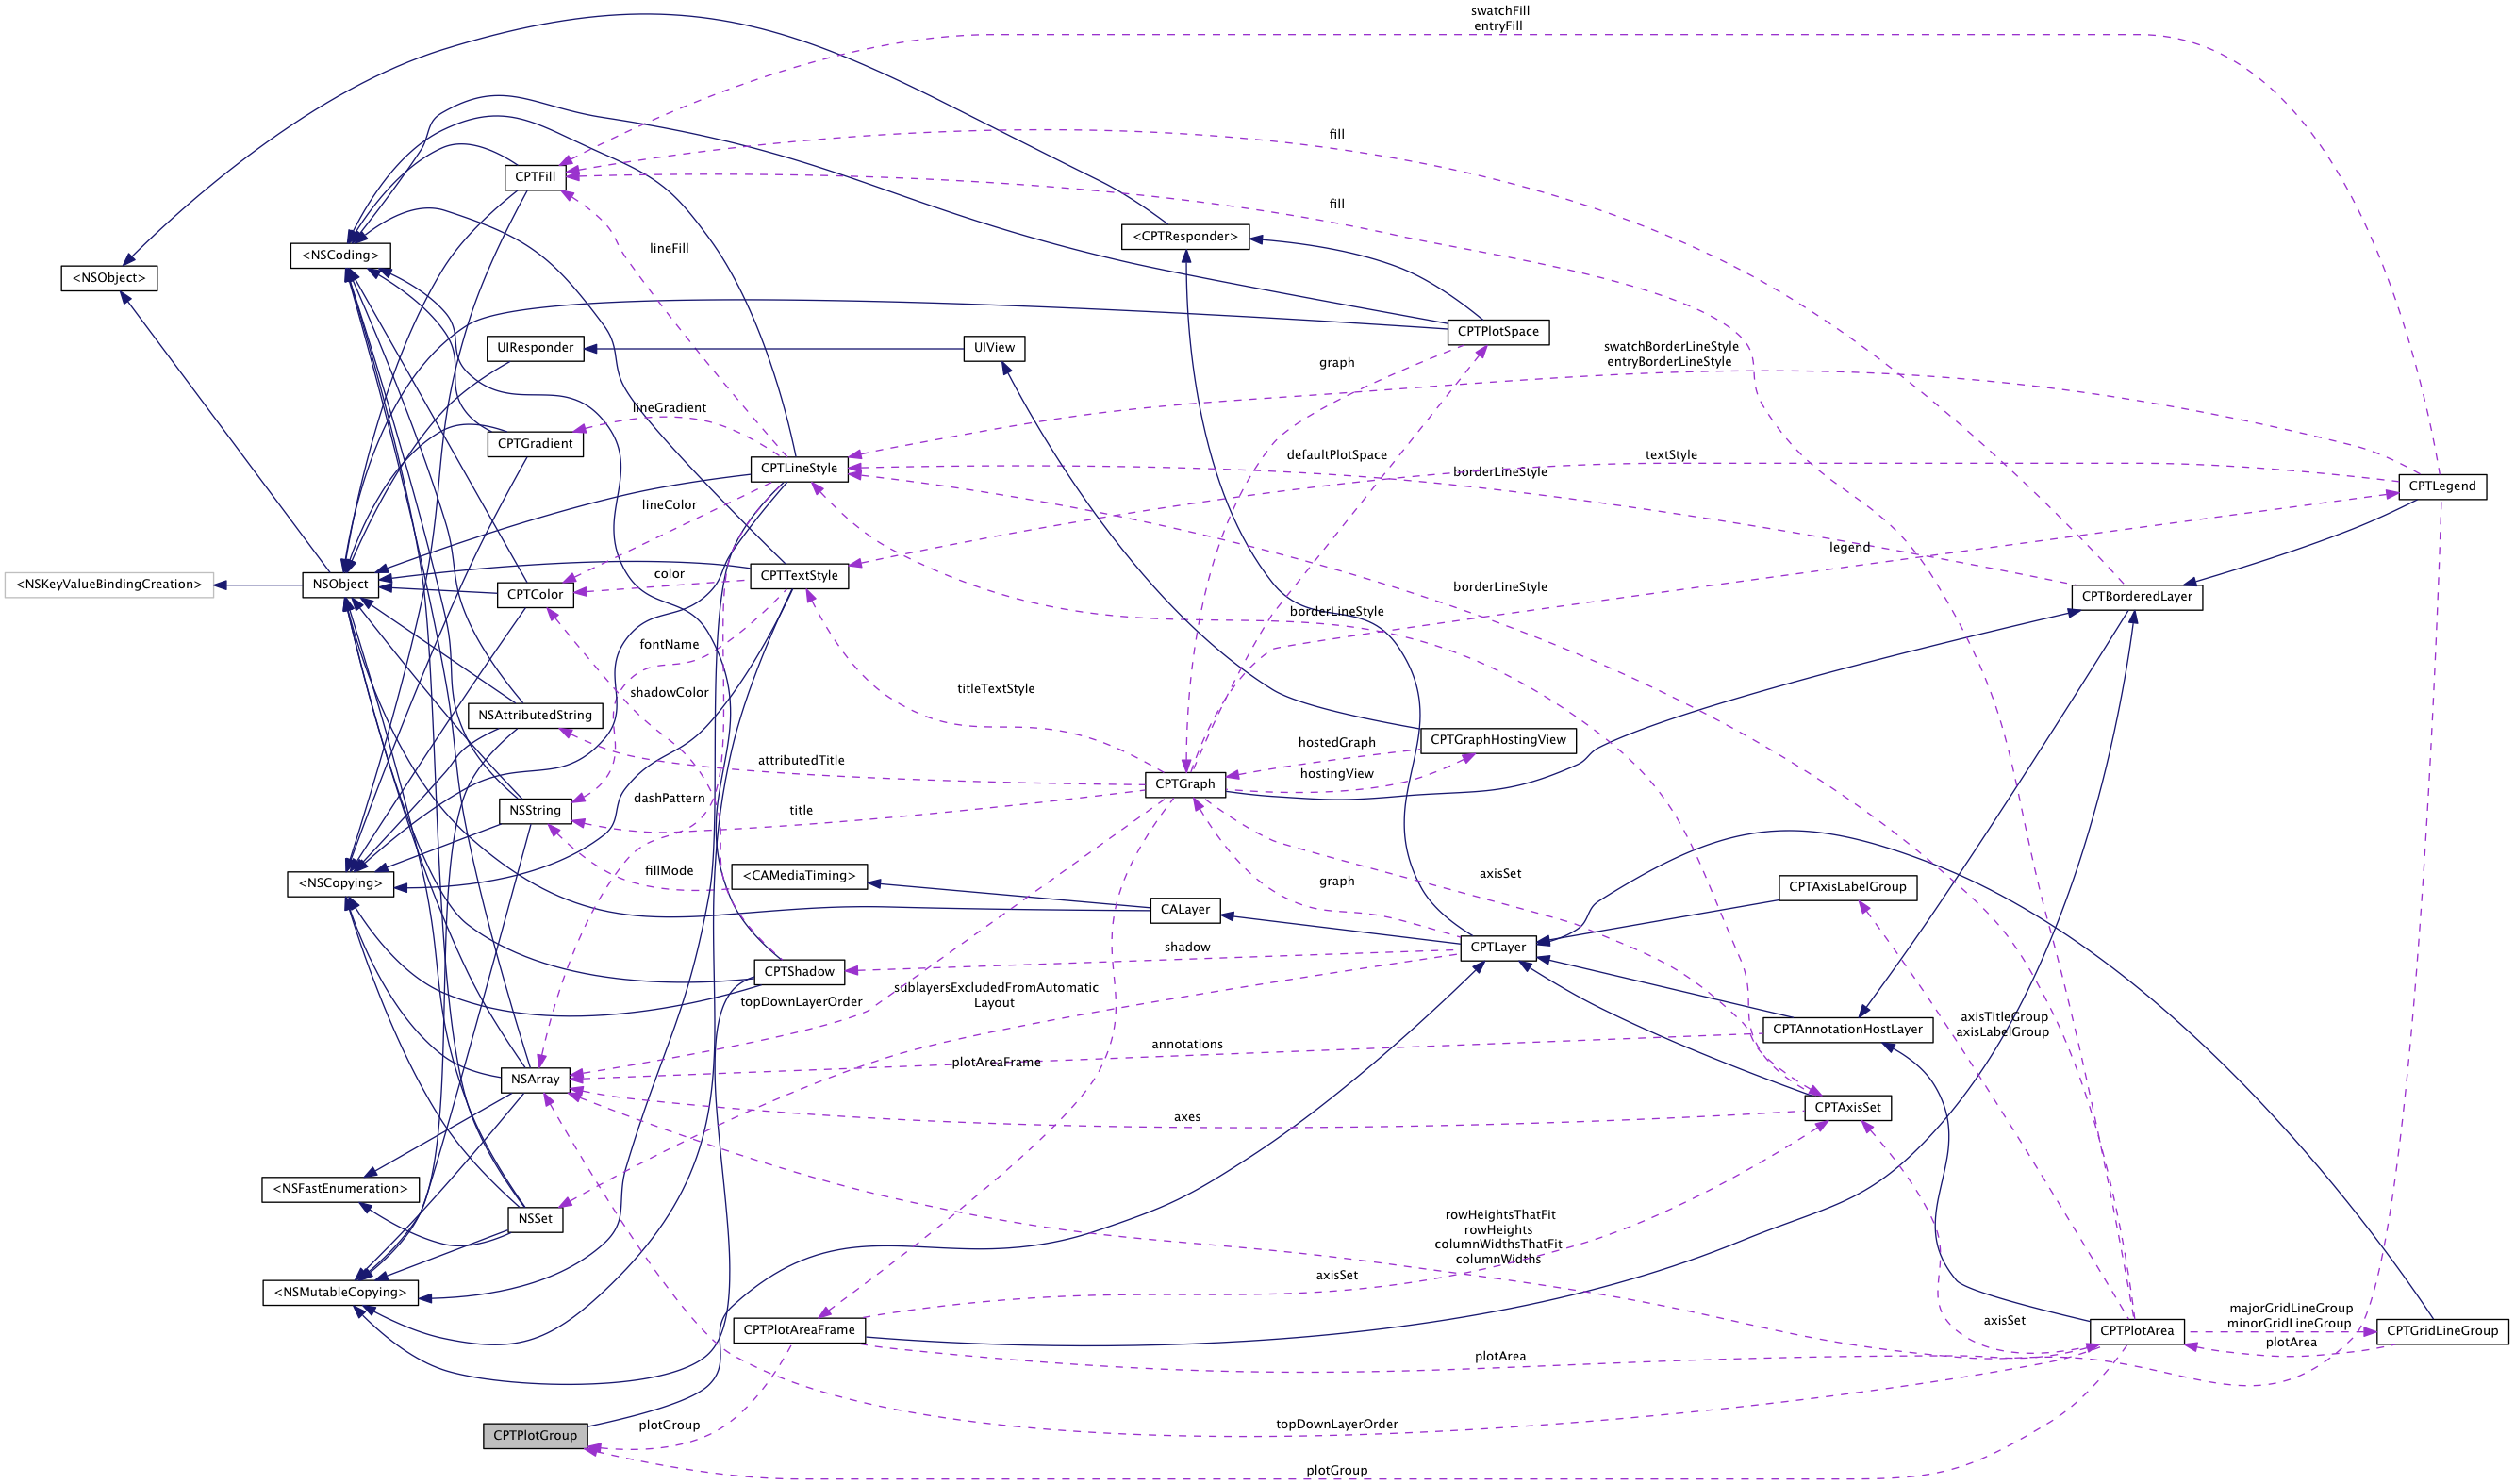 swatchFill
entryFill
fill
CPTFill
fill
<CPTResponder>
<NSCoding>
lineFill
<NSObject>
CPTPlotSpace
UIResponder
UIView
graph
swatchBorderLineStyle
entryBorderLineStyle
lineGradient
CPTGradient
defaultPlotSpace
textStyle
CPTLineStyle
borderLineStyle
CPTLegend
lineColor
legend
<NSKeyValueBindingCreation>
NSObject
color
CPTTextStyle
CPTColor
borderLineStyle
CPTBorderedLayer
borderLineStyle
fontName
shadowColor
titleTextStyle
NSAttributedString
hostedGraph
CPTGraphHostingView
attributedTitle
hostingView
CPTGraph
dashPattern
NSString
title
fillMode
<CAMediaTiming>
<NSCopying>
graph
axisSet
CPTAxisLabelGroup
CALayer
shadow
CPTLayer
CPTShadow
topDownLayerOrder
sublayersExcludedFromAutomatic
Layout
axisTitleGroup
axisLabelGroup
CPTAnnotationHostLayer
annotations
plotAreaFrame
NSArray
CPTAxisSet
axes
<NSFastEnumeration>
NSSet
rowHeightsThatFit
rowHeights
columnWidthsThatFit
columnWidths
axisSet
<NSMutableCopying>
CPTPlotAreaFrame
axisSet
CPTPlotArea
majorGridLineGroup
minorGridLineGroup
CPTGridLineGroup
plotArea
plotArea
plotGroup
CPTPlotGroup
topDownLayerOrder
plotGroup